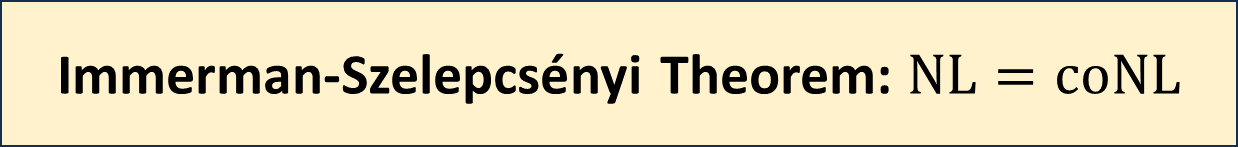 Immerman-Szelepcsényi Theorem: NL = coNL